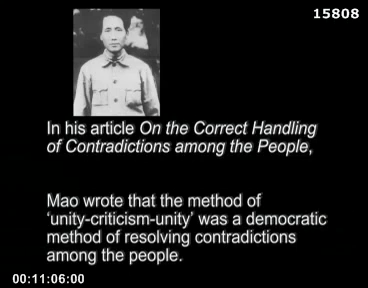 15808
In his article On the Correct Handling
of Contradictions among the People,
Mao wrote that the method of
‘unity-criticism-unity’ was a democratic
method of resolving contradictions
among the people.
00:11:06:00